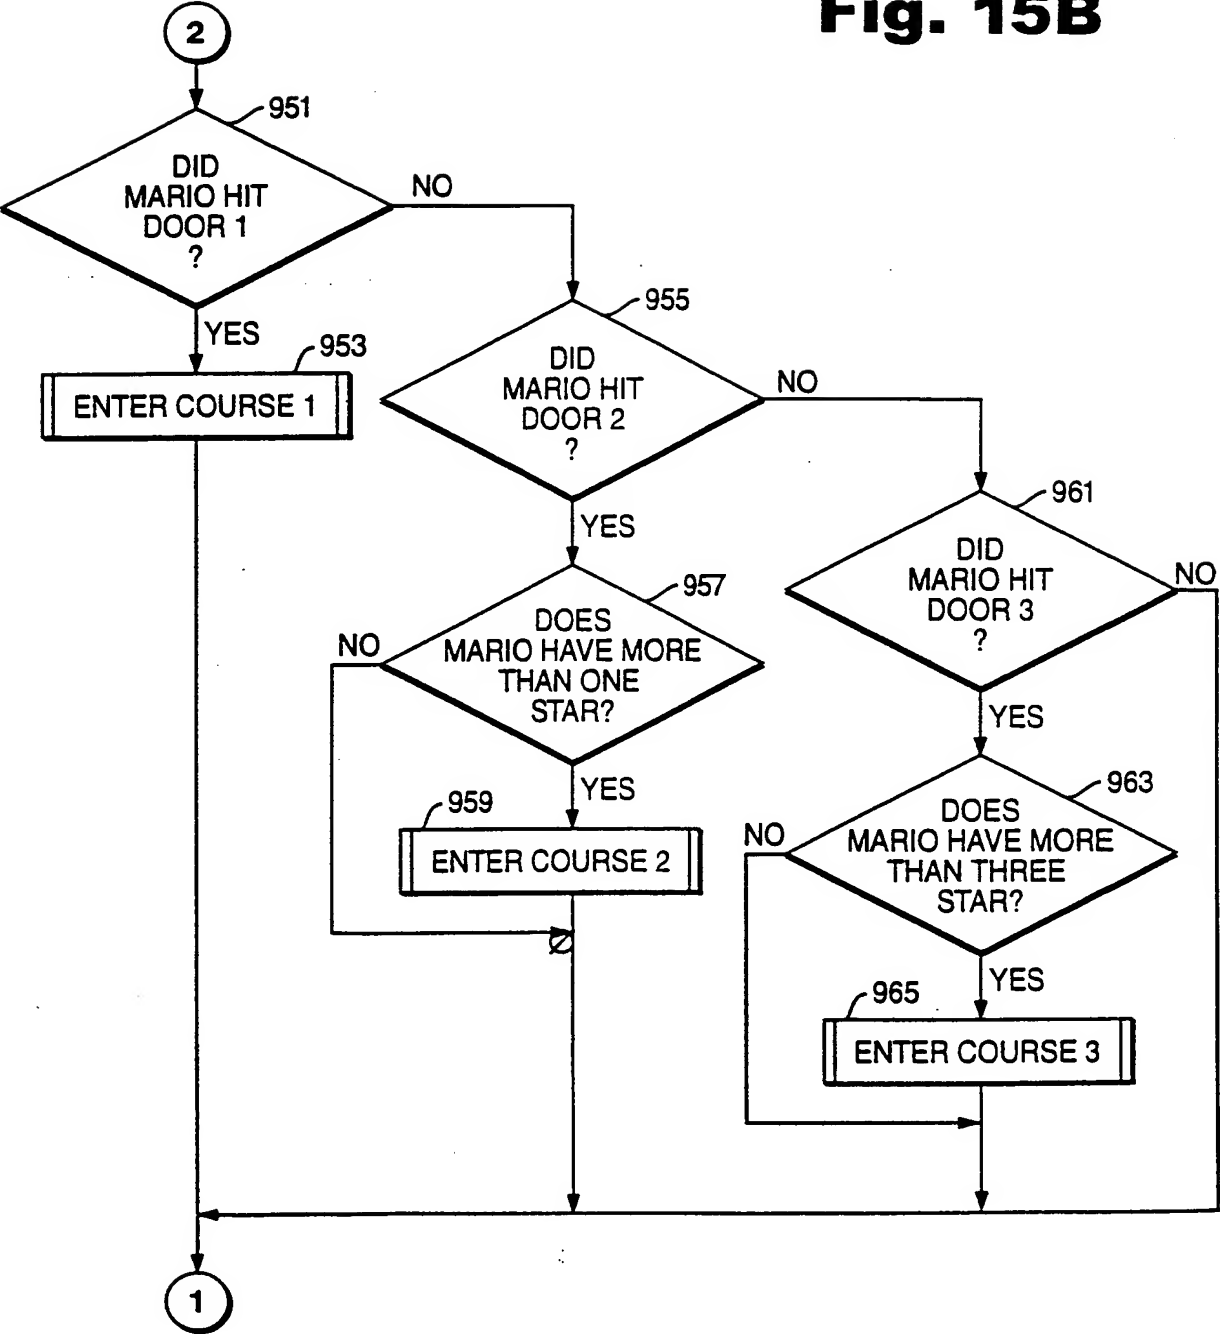 Fig. 15B
2
951
DID
MARIO HIT
DOOR 1
?
NO
YES
953
ENTER COURSE 1
955
DID
MARIO HIT
DOOR 2
?
NO
YES
957
DOES
MARIO HAVE MORE
THAN ONE
STAR?
NO
YES
959
ENTER COURSE 2
961
DID
MARIO HIT
DOOR 3
?
NO
YES
963
DOES
MARIO HAVE MORE
THAN THREE
STAR?
NO
YES
965
ENTER COURSE 3
1